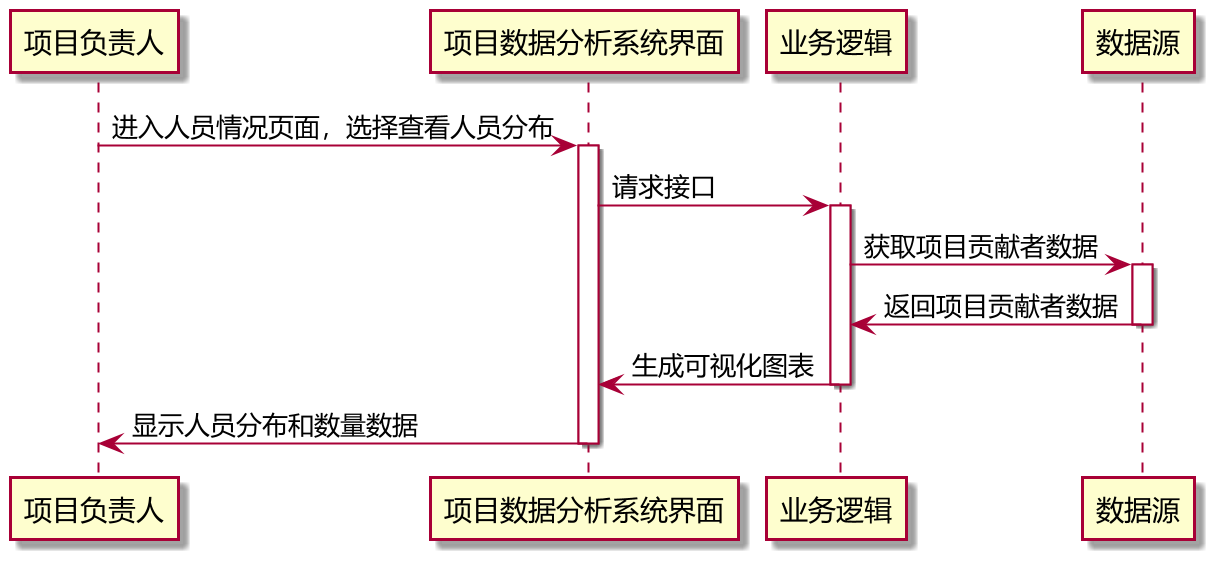 项目负责人
项目数据分析系统界面
业务逻辑
数据源
进入人员情况页面，选择查看人员分布
请求接口
获取项目贡献者数据
返回项目贡献者数据
生成可视化图表
显示人员分布和数量数据
项目负责人
项目数据分析系统界面
业务逻辑
数据源